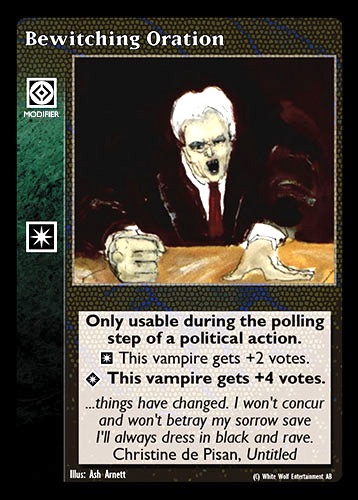 Bewitching Oration
MODIFIER
Only usable during the polling
step of a political action.
This vampire gets +2 votes.
This vampire gets +4 votes.
...things have changed. I won't concur
and won't betray my sorrow save
I'll always dress in black and rave.
Christine de Pisan, Untitled
Illus: Ash Arnett
(C) White Wolf Entertainment AB